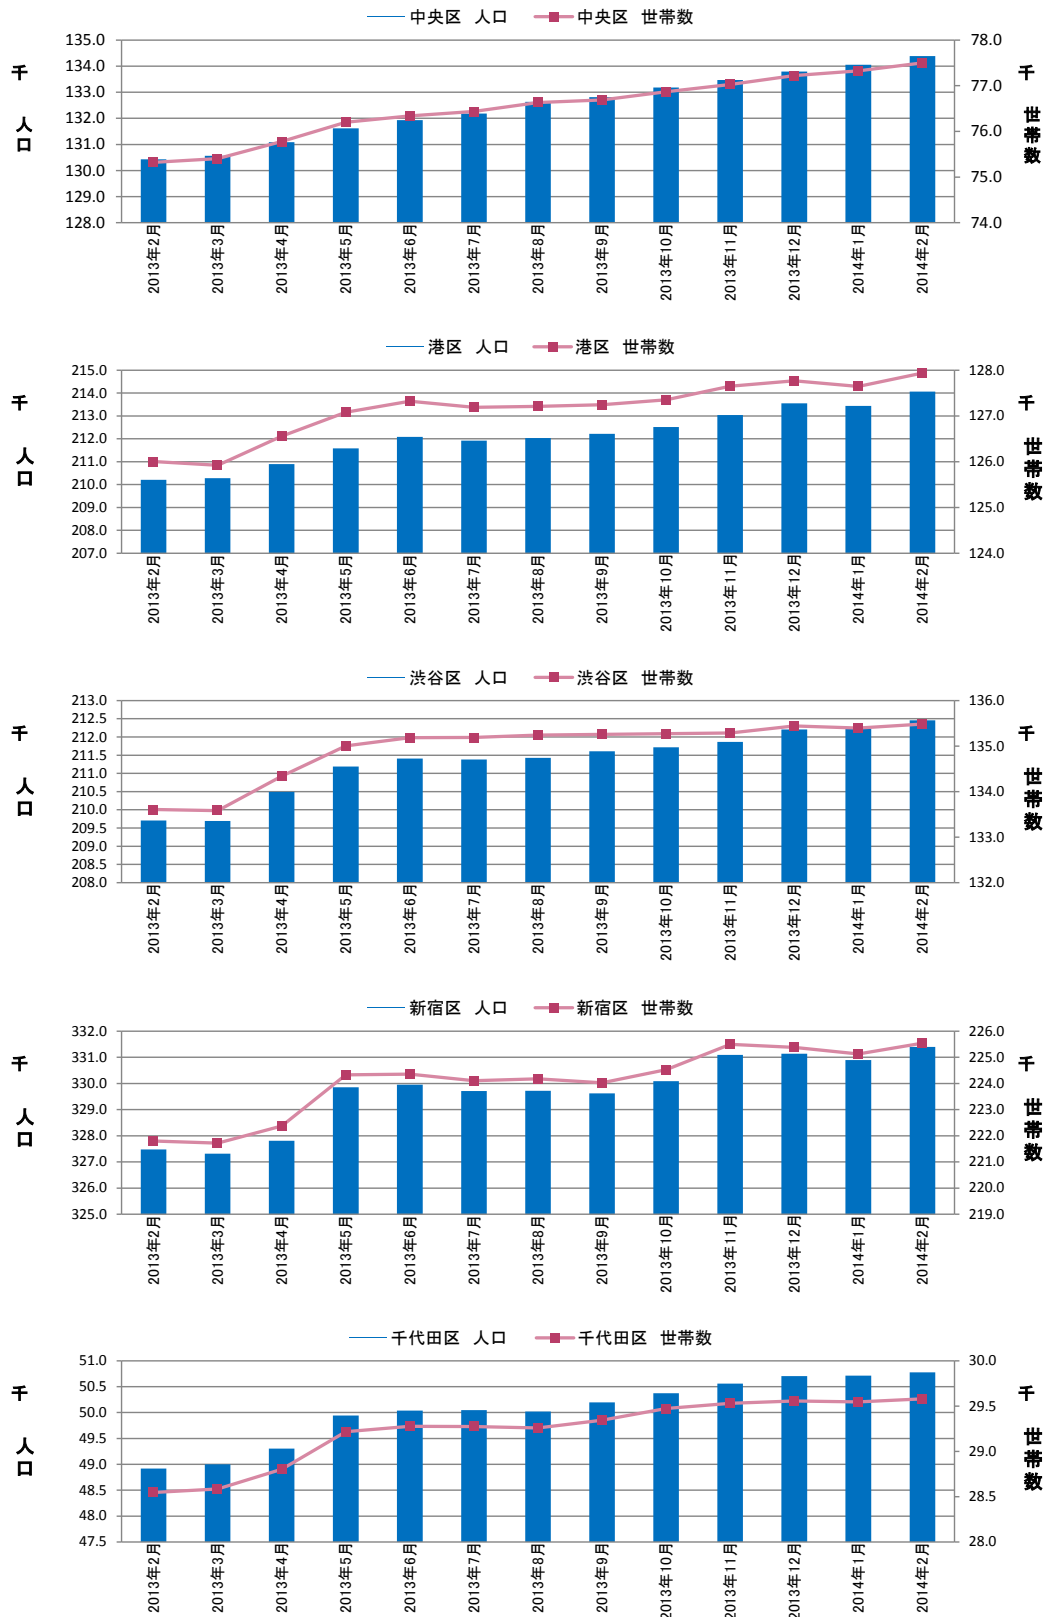 中央区 人口 中央区 世帯数
135.0
134.0
133.0
132.0
131.0
130.0
129.0
128.0
千
人口
78.0
77.0
76.0
75.0
74.0
千
世帯数
2013年2月
2013年3月
2013年4月
2013年5月
2013年6月
2013年7月
2013年8月
2013年9月
2013年10月
2013年11月
2013年12月
2014年1月
2014年2月
港区 人口 港区 世帯数
215.0
214.0
213.0
212.0
211.0
210.0
209.0
208.0
207.0
千
人口
128.0
127.0
126.0
125.0
124.0
千
世帯数
2013年2月
2013年3月
2013年4月
2013年5月
2013年6月
2013年7月
2013年8月
2013年9月
2013年10月
2013年11月
2013年12月
2014年1月
2014年2月
渋谷区 人口 渋谷区 世帯数
213.0
212.5
212.0
211.5
211.0
210.5
210.0
209.5
209.0
208.5
208.0
千
人口
136.0
135.0
134.0
133.0
132.0
千
世帯数
2013年2月
2013年3月
2013年4月
2013年5月
2013年6月
2013年7月
2013年8月
2013年9月
2013年10月
2013年11月
2013年12月
2014年1月
2014年2月
新宿区 人口 新宿区 世帯数
332.0
331.0
330.0
329.0
328.0
327.0
326.0
325.0
千
人口
226.0
225.0
224.0
223.0
222.0
221.0
220.0
219.0
千
世帯数
2013年2月
2013年3月
2013年4月
2013年5月
2013年6月
2013年7月
2013年8月
2013年9月
2013年10月
2013年11月
2013年12月
2014年1月
2014年2月
千代田区 人口 千代田区 世帯数
51.0
50.5
50.0
49.5
49.0
48.5
48.0
47.5
千
人口
30.0
29.5
29.0
28.5
28.0
千
世帯数
2013年2月
2013年3月
2013年4月
2013年5月
2013年6月
2013年7月
2013年8月
2013年9月
2013年10月
2013年11月
2013年12月
2014年1月
2014年2月